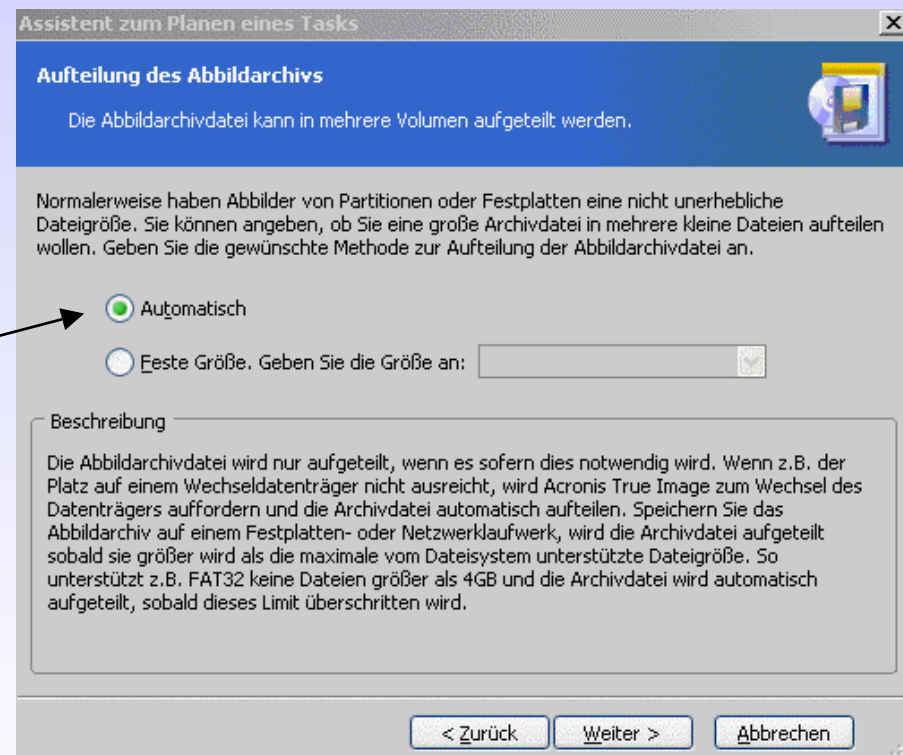 Assistent zum Planen eines Tasks
Aufteilung des Abbildarchivs
Die Abbildarchivdatei kann in mehrere Volumen aufgeteilt werden.
Normalerweise haben Abbilder von Partitionen oder Festplatten eine nicht unerhebliche
Dateigröße. Sie können angeben, ob Sie eine große Archivdatei in mehrere kleine Dateien aufteilen
wollen. Geben Sie die gewünschte Methode zur Aufteilung der Abbildarchivdatei an.
Automatisch
Feste Größe. Geben Sie die Größe an:
Beschreibung
Die Abbildarchivdatei wird nur aufgeteilt, wenn es sofern dies notwendig wird. Wenn z.B. der
Platz auf einem Wechseldatenträger nicht ausreicht, wird Acronis True Image zum Wechsel des
Datenträgers auffordern und die Archivdatei automatisch aufteilen. Speichern Sie das
Abbildarchiv auf einem Festplatten- oder Netzwerklaufwerk, wird die Archivdatei aufgeteilt
sobald sie größer wird als die maximale vom Dateisystem unterstützte Dateigröße. So
unterstützt z.B. FAT32 keine Dateien größer als 4GB und die Archivdatei wird automatisch
aufgeteilt, sobald dieses Limit überschritten wird.
< Zurück
Weiter >
Abbrechen